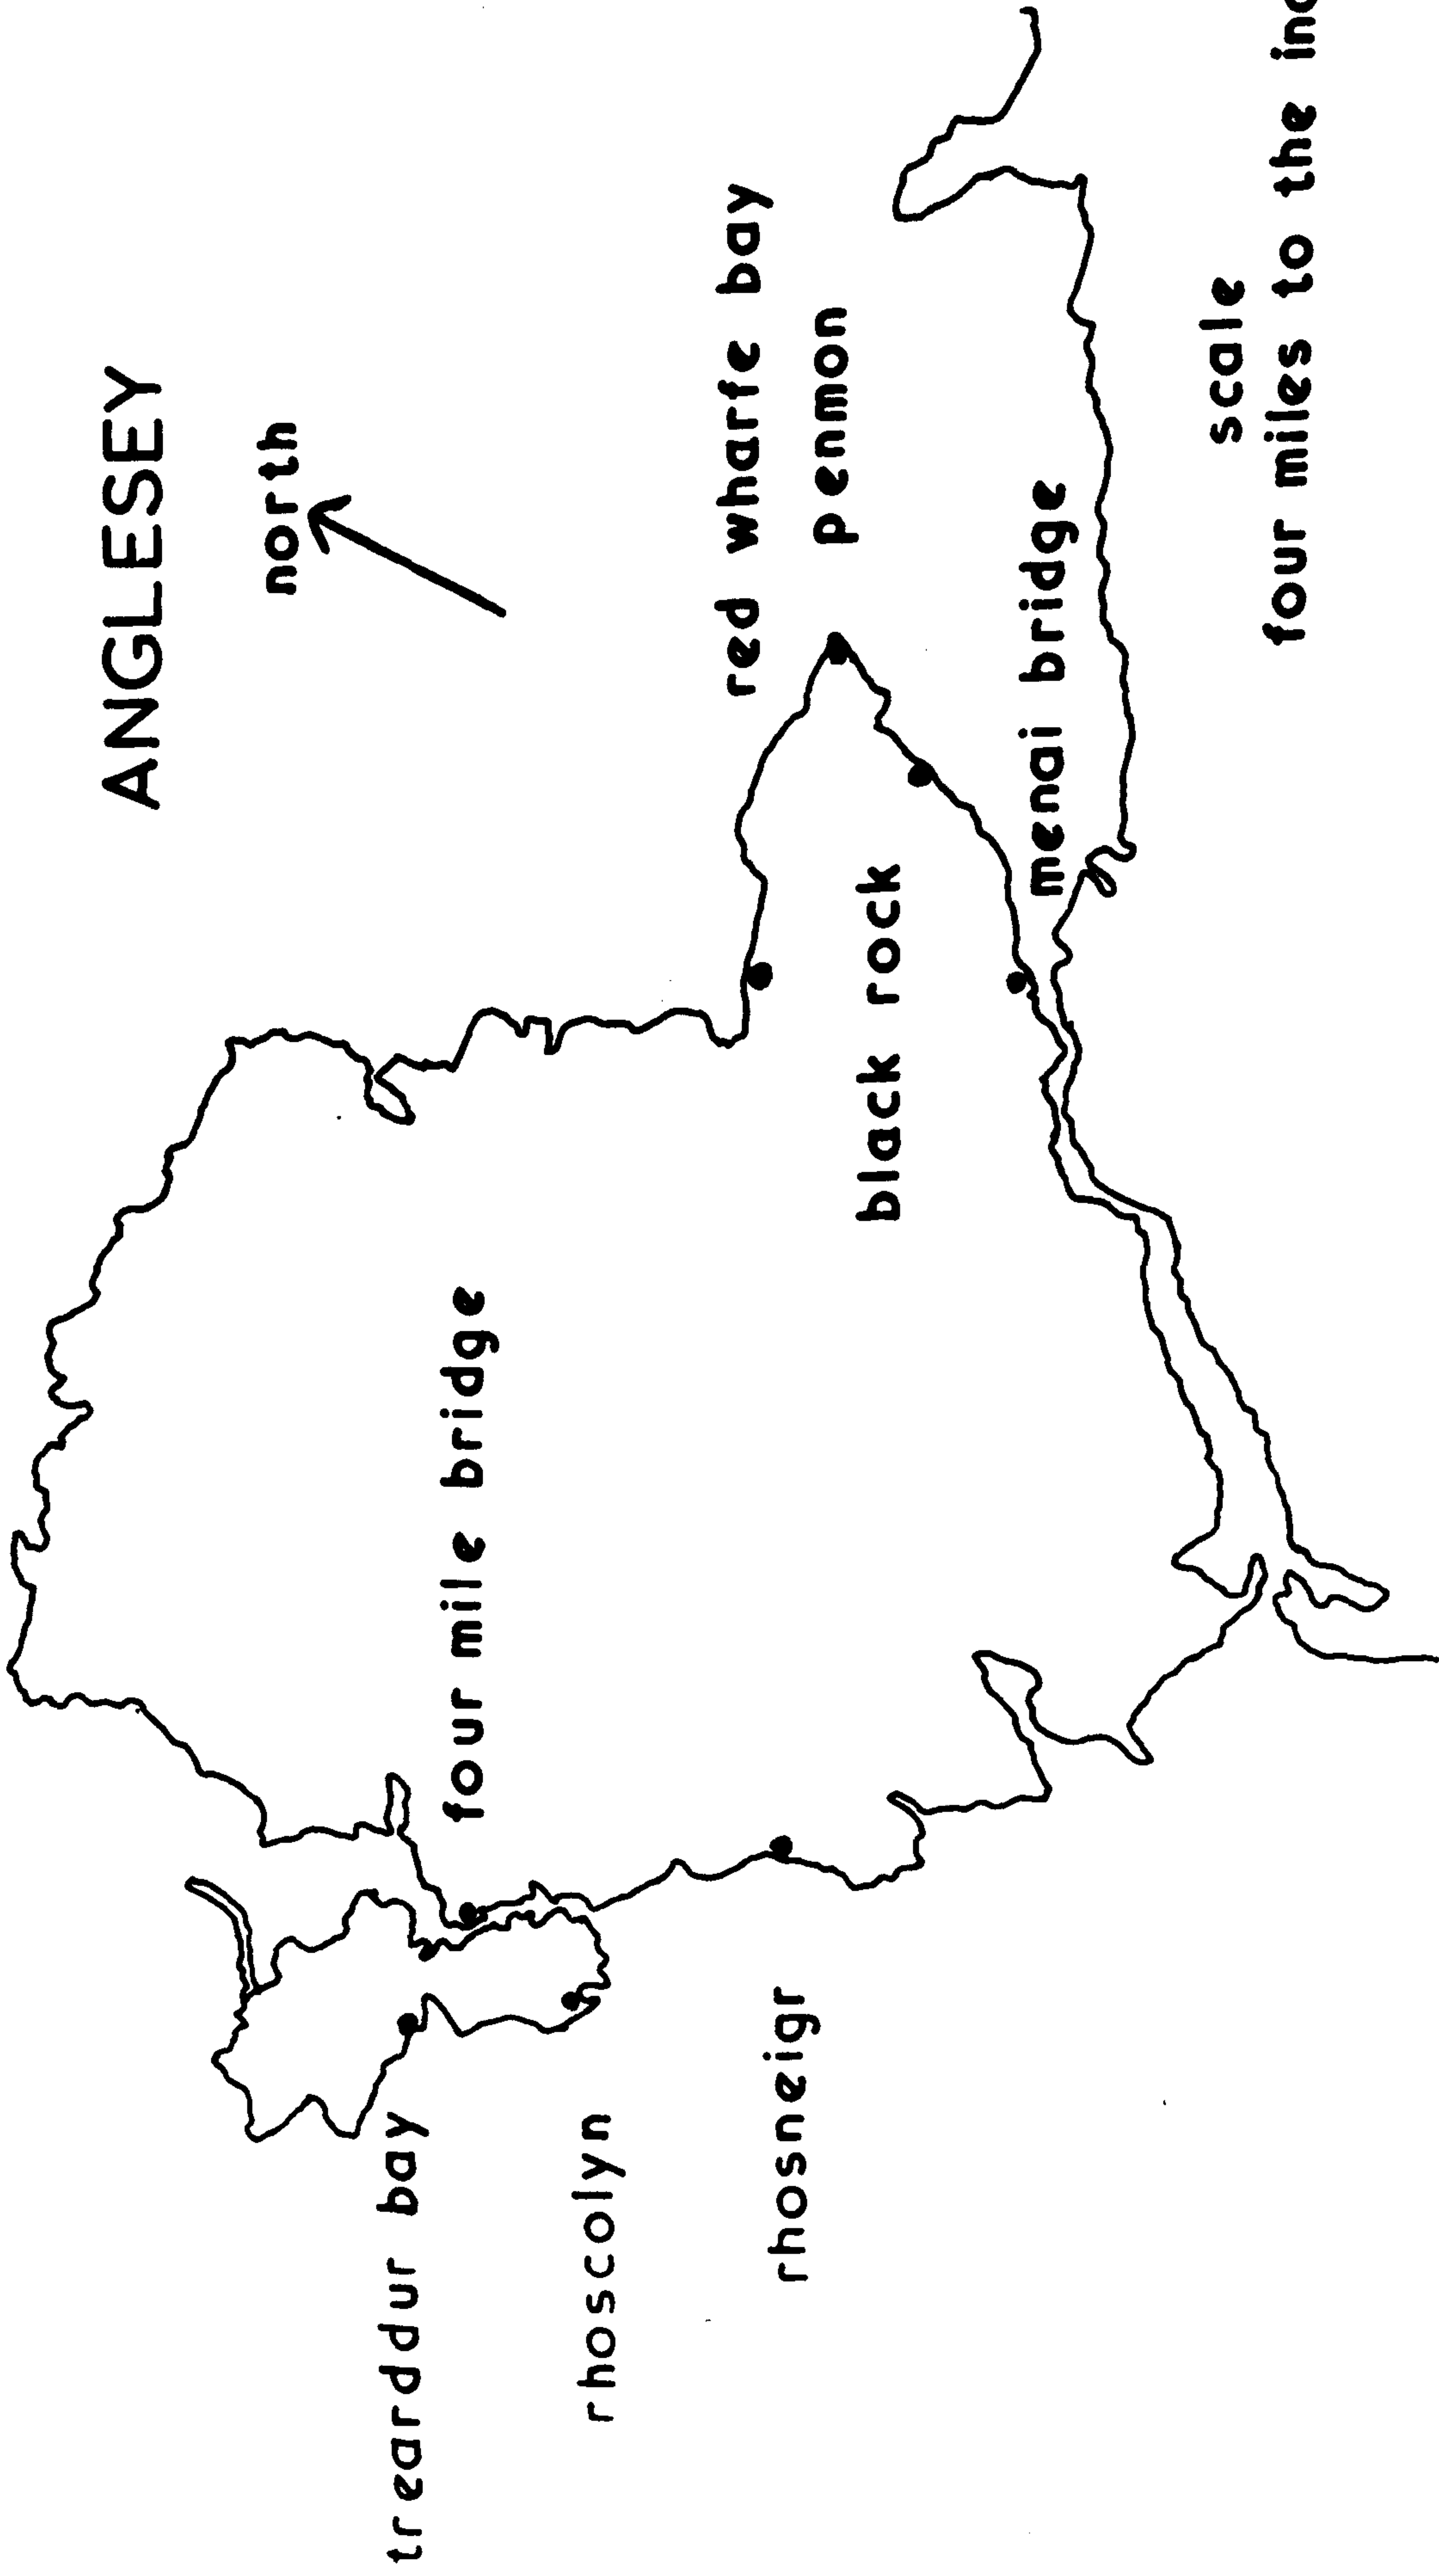 ANGLESEY
north
red wharfe bay
penmon
menai bridge
black rock
four mile bridge
trearddur bay
rhoscolyn
rhosneigr
scale
four miles to the